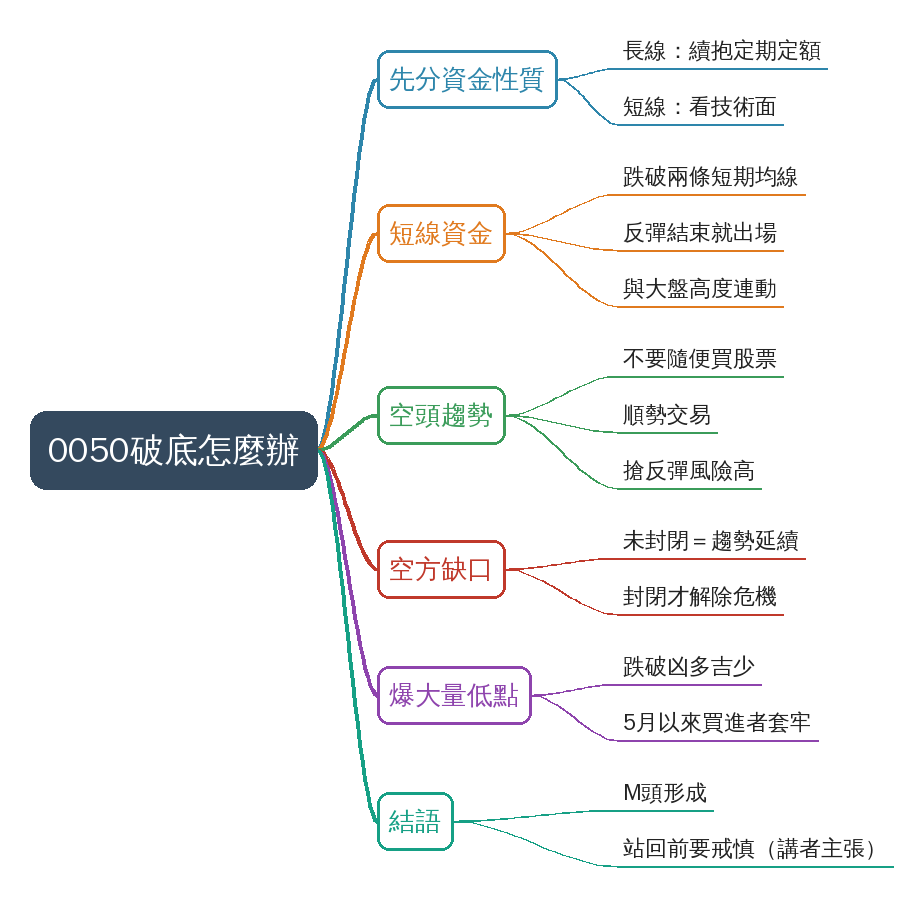 0050破底怎麼辦
先分資金性質
長線：續抱定期定額
短線：看技術面
短線資金
跌破兩條短期均線
反彈結束就出場
與大盤高度連動
空頭趨勢
不要隨便買股票
順勢交易
搶反彈風險高
空方缺口
未封閉＝趨勢延續
封閉才解除危機
爆大量低點
跌破凶多吉少
5月以來買進者套牢
結語
M頭形成
站回前要戒慎（講者主張）